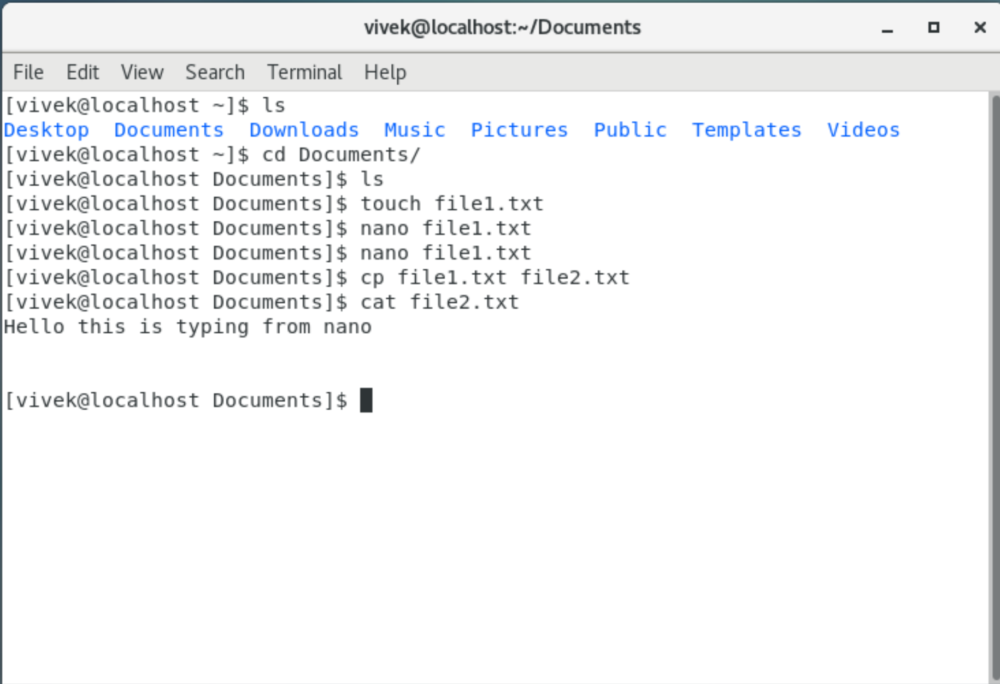 vivek@localhost:~/Documents
File Edit View Search Terminal Help
[vivek@localhost ~]$ ls
Desktop  Documents  Downloads  Music  Pictures  Public  Templates  Videos
[vivek@localhost ~]$ cd Documents/
[vivek@localhost Documents]$ ls
[vivek@localhost Documents]$ touch file1.txt
[vivek@localhost Documents]$ nano file1.txt
[vivek@localhost Documents]$ nano file1.txt
[vivek@localhost Documents]$ cp file1.txt file2.txt
[vivek@localhost Documents]$ cat file2.txt
Hello this is typing from nano
[vivek@localhost Documents]$